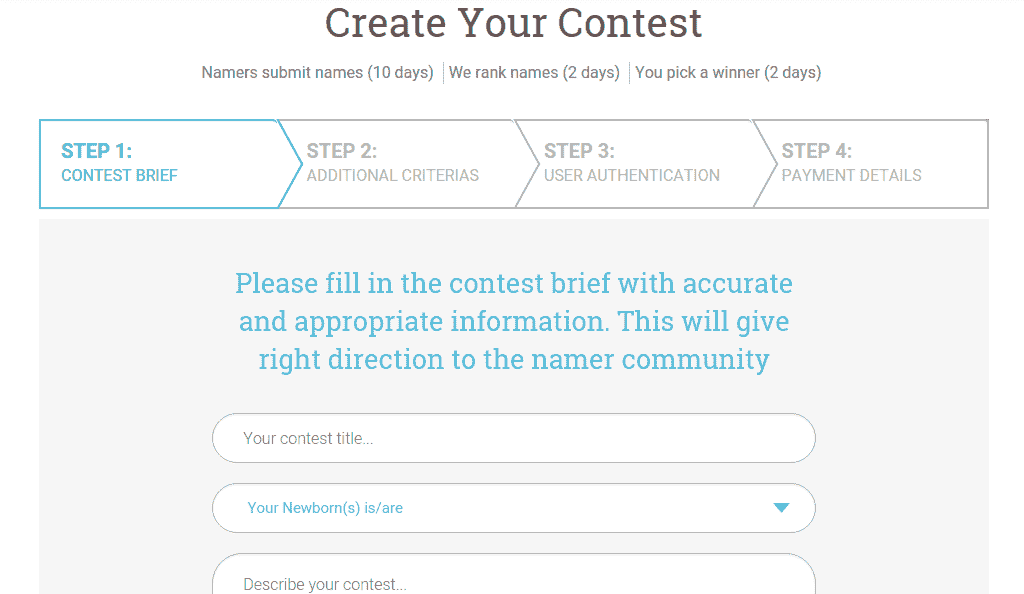 Create Your Contest
Namers submit names (10 days) We rank names (2 days) You pick a winner (2 days)
STEP 1: STEP 2: STEP 3: STEP 4:
CONTEST BRIEF ADDITIONAL CRITERIAS USER AUTHENTICATION PAYMENT DETAILS
Please fill in the contest brief with accurate
and appropriate information. This will give
right direction to the namer community
Your contest title...
Your Newborn(s) is/are
Describe your contest...